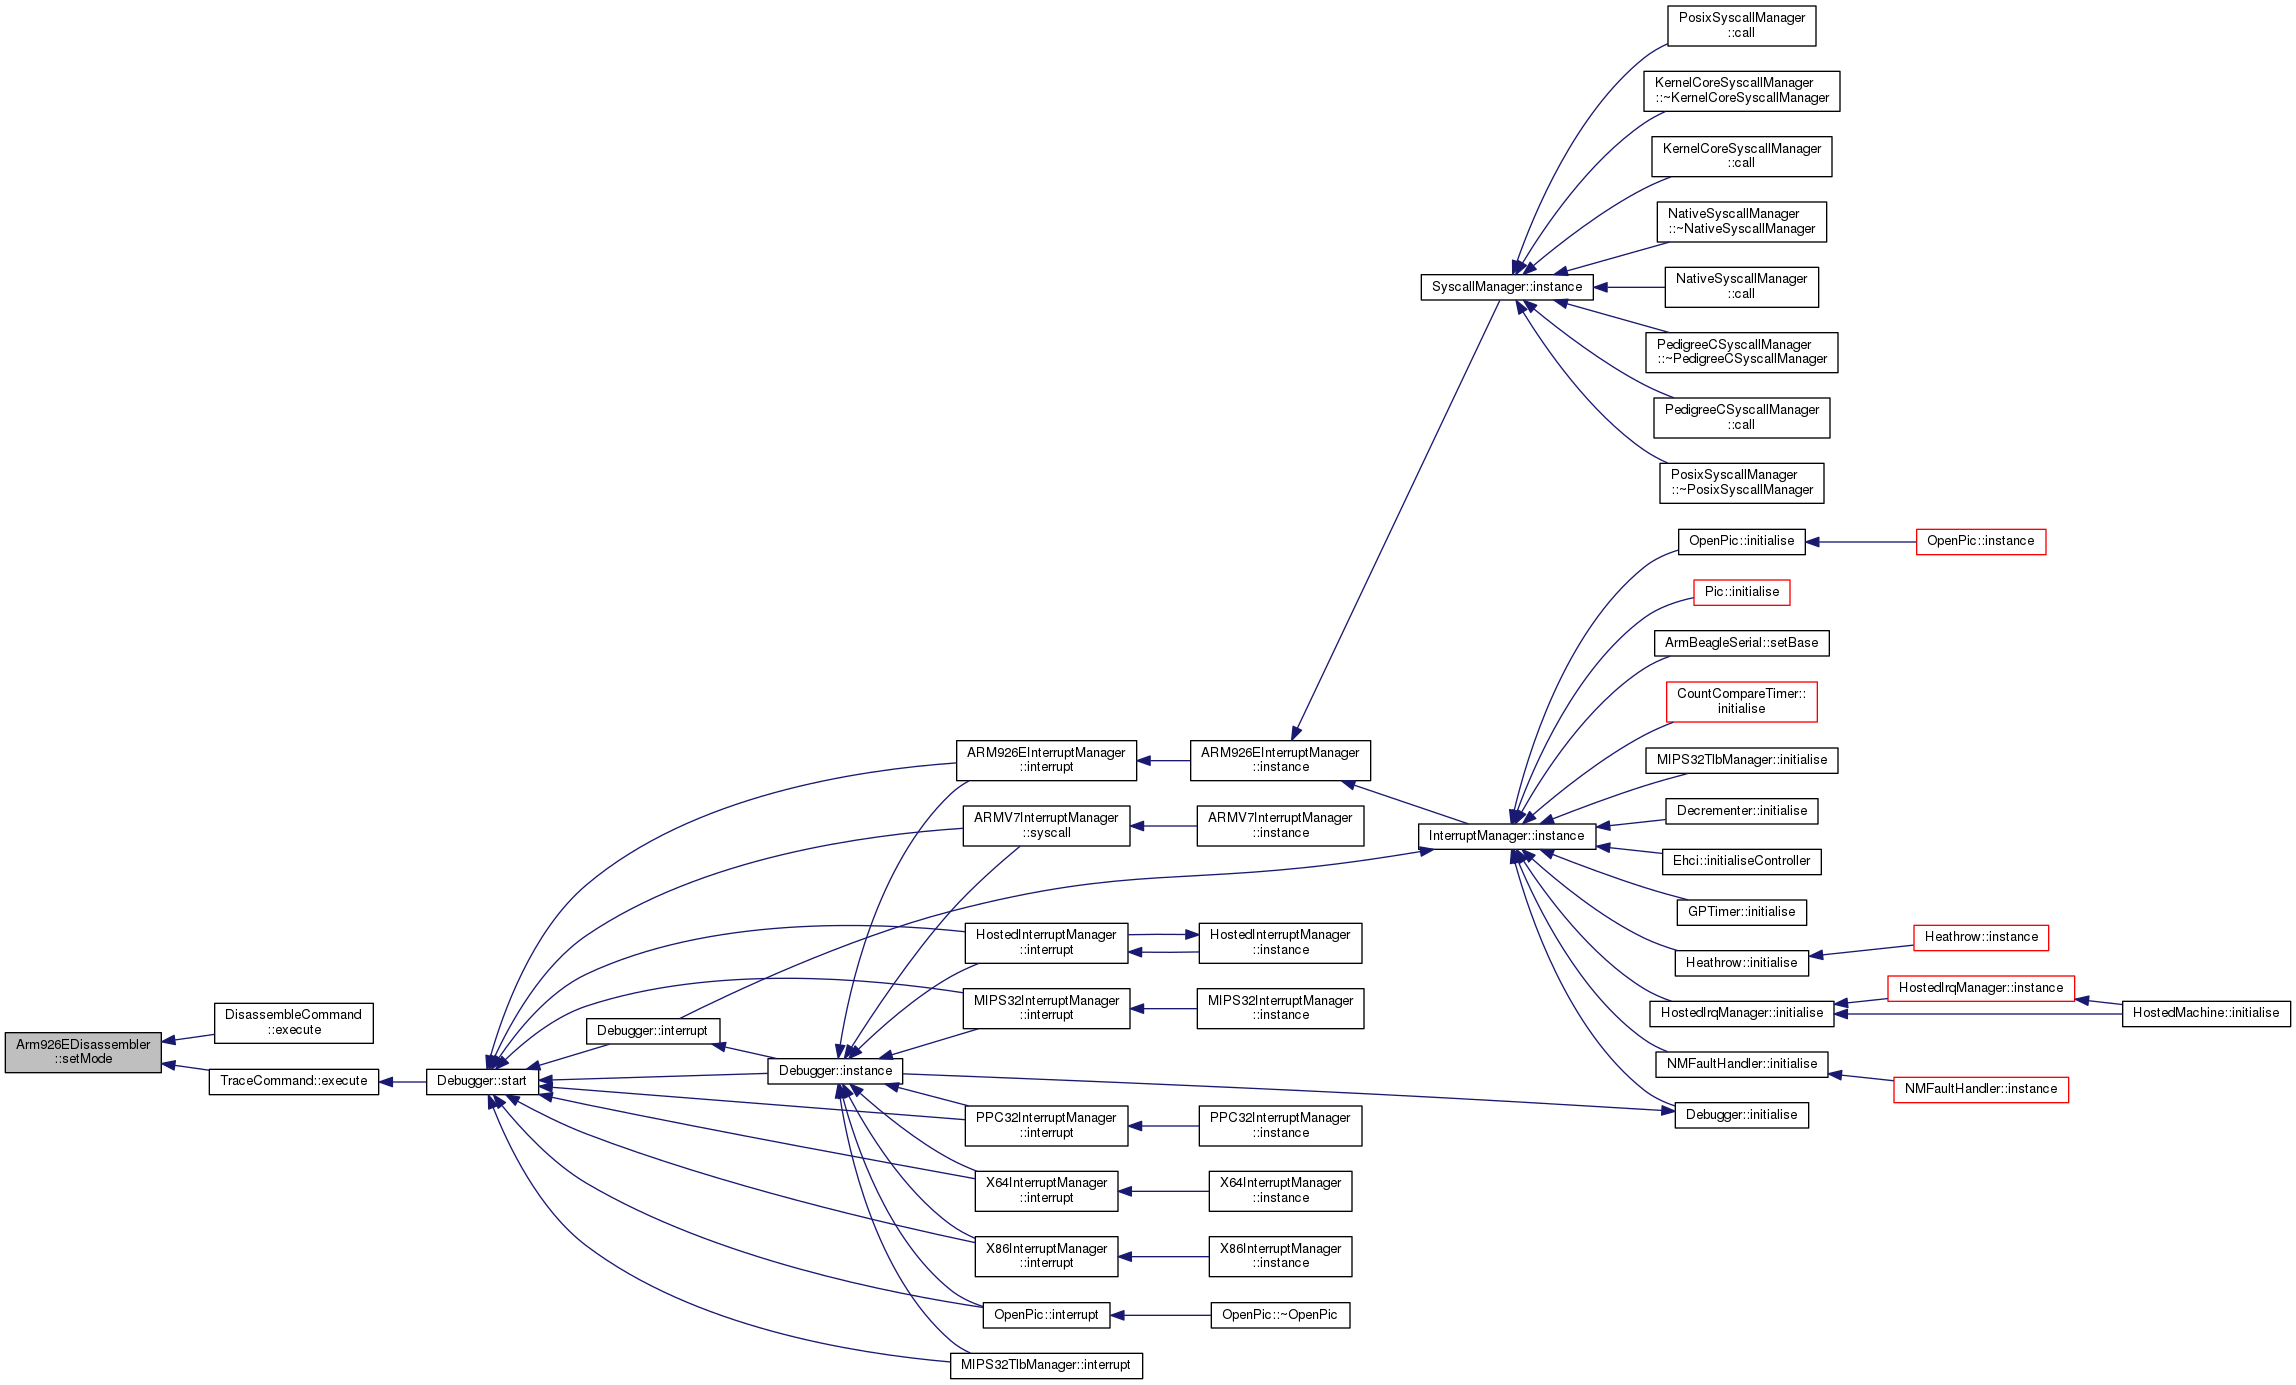 PosixSyscallManager
::call
KernelCoreSyscallManager
::~KernelCoreSyscallManager
KernelCoreSyscallManager
::call
NativeSyscallManager
::~NativeSyscallManager
SyscallManager::instance
NativeSyscallManager
::call
PedigreeCSyscallManager
::~PedigreeCSyscallManager
PedigreeCSyscallManager
::call
PosixSyscallManager
::~PosixSyscallManager
OpenPic::initialise
OpenPic::instance
Pic::initialise
ArmBeagleSerial::setBase
CountCompareTimer::
initialise
ARM926EInterruptManager
::interrupt
ARM926EInterruptManager
::instance
MIPS32TlbManager::initialise
Decrementer::initialise
ARMV7InterruptManager
::syscall
ARMV7InterruptManager
::instance
InterruptManager::instance
Ehci::initialiseController
GPTimer::initialise
HostedInterruptManager
::interrupt
HostedInterruptManager
::instance
Heathrow::initialise
Heathrow::instance
MIPS32InterruptManager
::interrupt
MIPS32InterruptManager
::instance
HostedIrqManager::initialise
HostedIrqManager::instance
HostedMachine::initialise
DisassembleCommand
::execute
Debugger::interrupt
Arm926EDisassembler
::setMode
TraceCommand::execute
Debugger::start
Debugger::instance
NMFaultHandler::initialise
NMFaultHandler::instance
Debugger::initialise
PPC32InterruptManager
::interrupt
PPC32InterruptManager
::instance
X64InterruptManager
::interrupt
X64InterruptManager
::instance
X86InterruptManager
::interrupt
X86InterruptManager
::instance
OpenPic::interrupt
OpenPic::~OpenPic
MIPS32TlbManager::interrupt